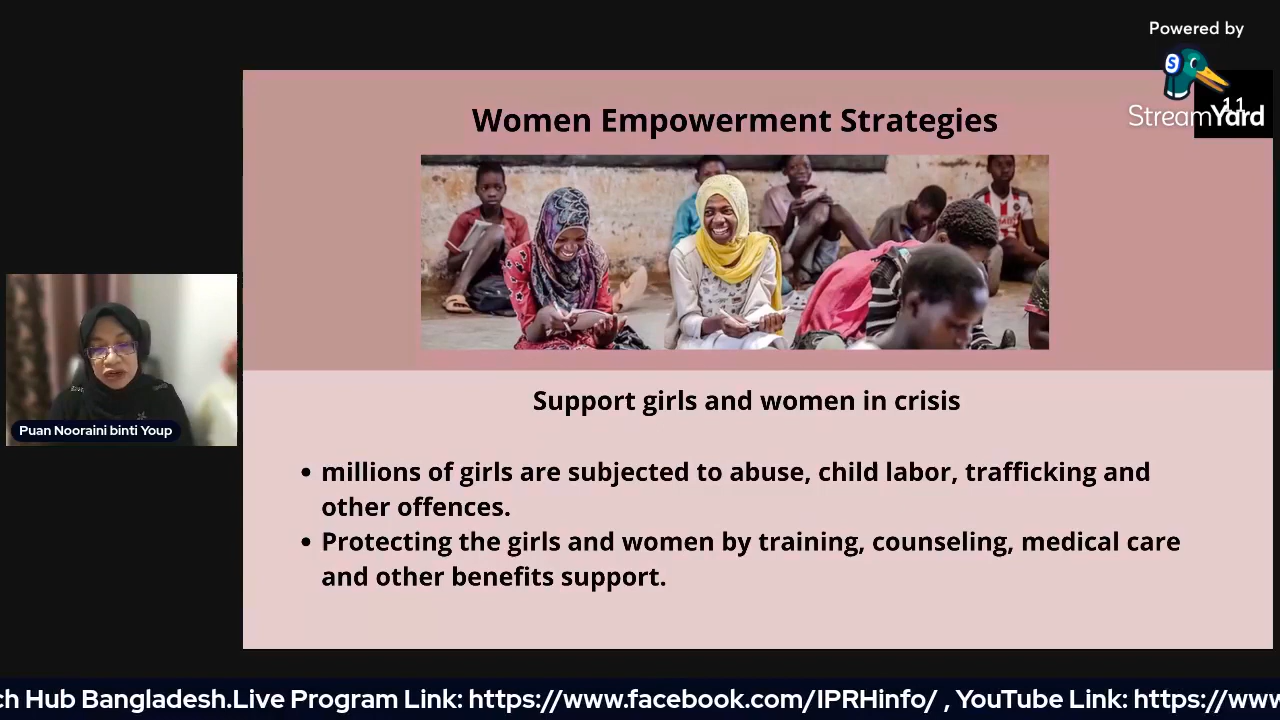 Powered by
StreamYard
11
Women Empowerment Strategies
Support girls and women in crisis
• millions of girls are subjected to abuse, child labor, trafficking and
other offences.
• Protecting the girls and women by training, counseling, medical care
and other benefits support.
Puan Nooraini binti Youp
ch Hub Bangladesh.Live Program Link: https://www.facebook.com/IPRHinfo/ , YouTube Link: https://www